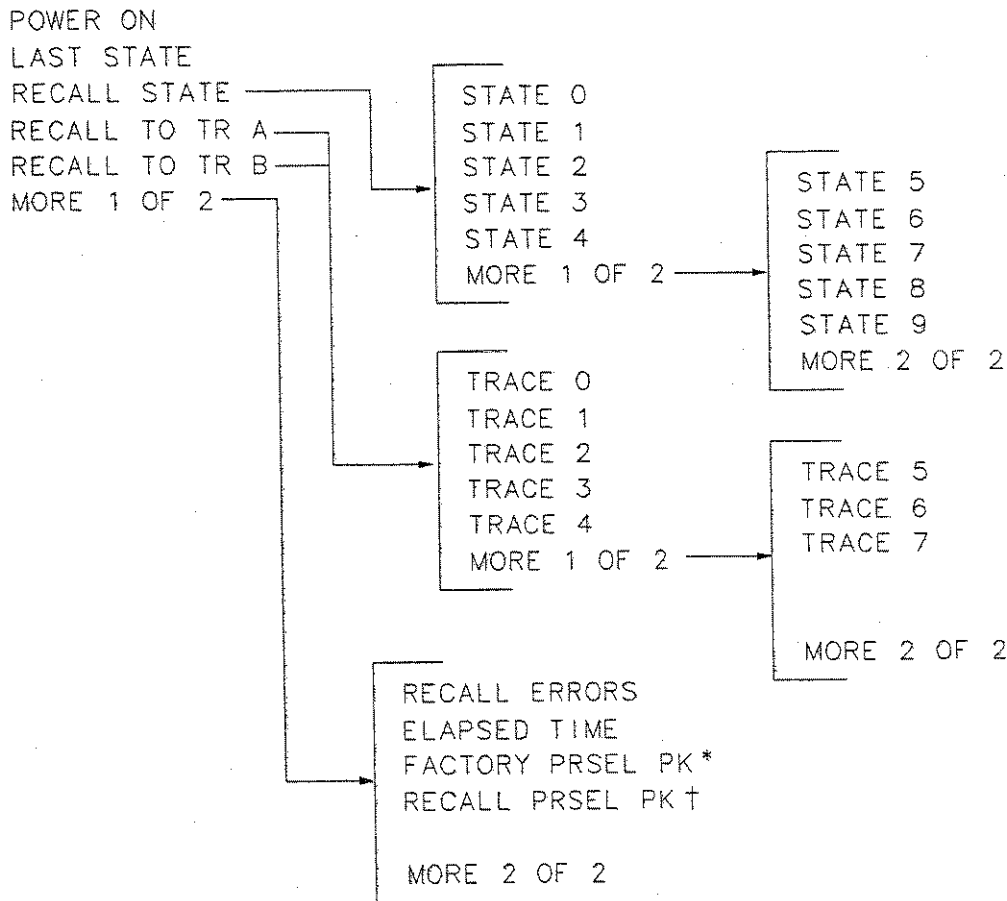 POWER ON
LAST STATE
RECALL STATE
RECALL TO TR A
RECALL TO TR B
MORE 1 OF 2
STATE 0
STATE 1
STATE 2
STATE 3
STATE 4
MORE 1 OF 2
STATE 5
STATE 6
STATE 7
STATE 8
STATE 9
MORE 2 OF 2
TRACE 0
TRACE 1
TRACE 2
TRACE 3
TRACE 4
MORE 1 OF 2
TRACE 5
TRACE 6
TRACE 7
MORE 2 OF 2
RECALL ERRORS
ELAPSED TIME
FACTORY PRSEL PK*
RECALL PRSEL PK†
MORE 2 OF 2